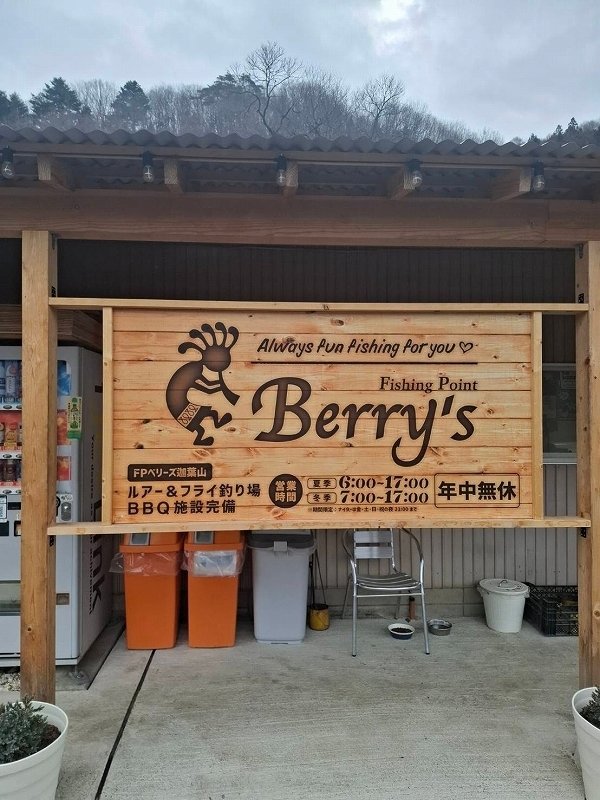 Always fun fishing for you♡
Fishing Point
Berry's
FPベリーズ迦葉山
ルアー＆フライ釣り場
BBQ施設完備
営業時間
夏季 6:00-17:00
冬季 7:00-17:00
年中無休